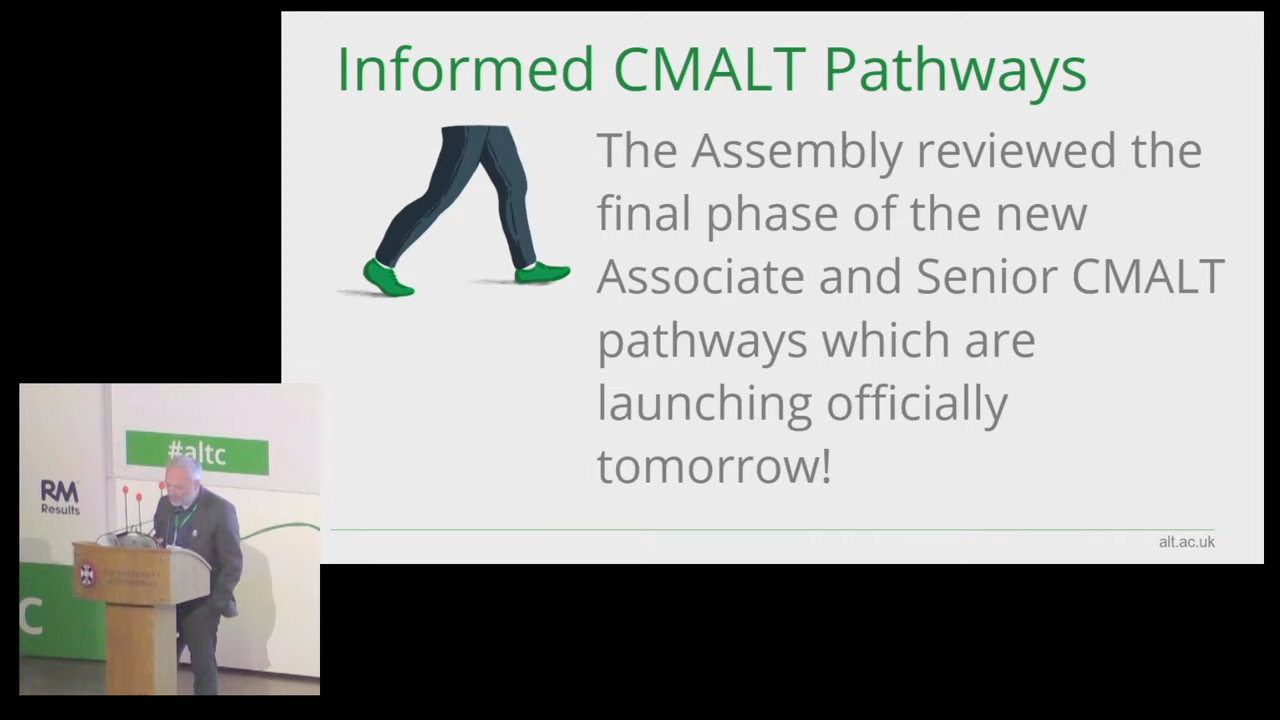 Informed CMALT Pathways
The Assembly reviewed the
final phase of the new
Associate and Senior CMALT
pathways which are
launching officially
tomorrow!
alt.ac.uk
#altc
RM
Results
C